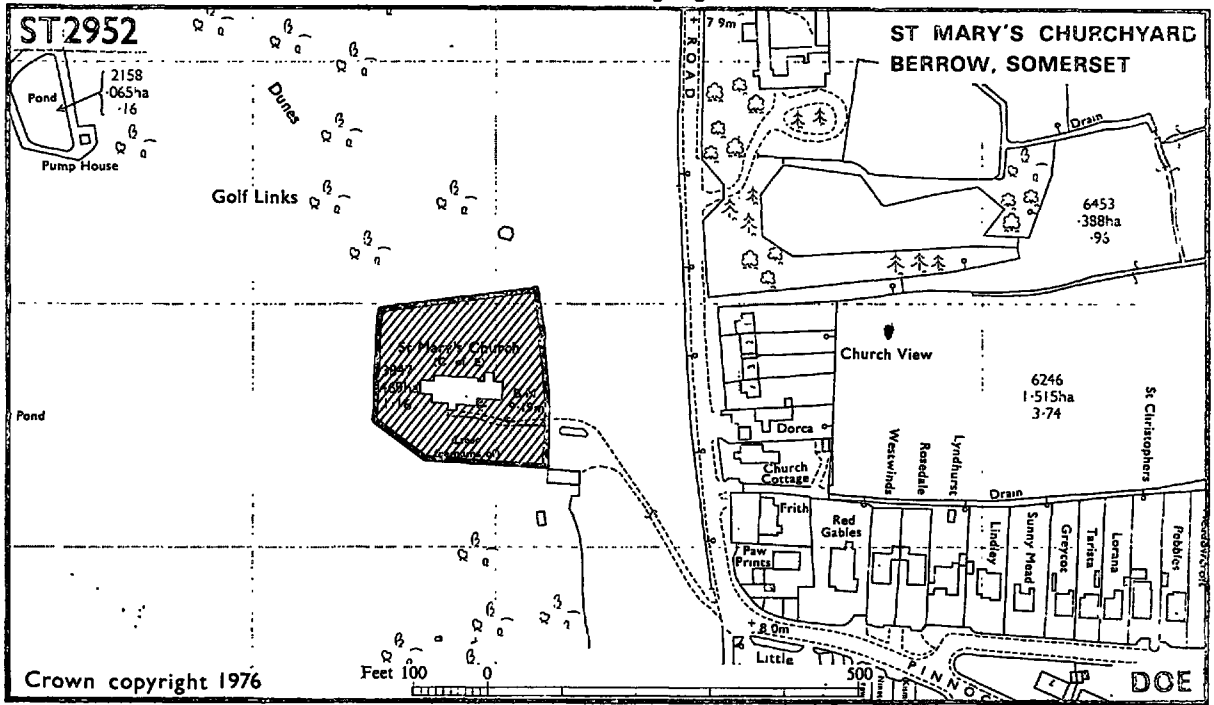 ST2952
ST MARY'S CHURCHYARD
BERROW, SOMERSET
7·9m
ROAD
Pond
2158
·065ha
·16
Pump House
Dunes
Golf Links
Drain
6453
·388ha
·96
St Mary's Church
Church View
6246
1·515ha
3·74
Pond
Dorca
Church
Cottage
Westwinds
Rosedale
Lyndhurst
St Christophers
Drain
Frith
Paw
Prints
Red
Gables
Lindley
Sunny Mead
Greycot
Tarista
Lorana
Pebbles
8·0m
Little
PINNOC
Crown copyright 1976
Feet 100
0
500
DOE